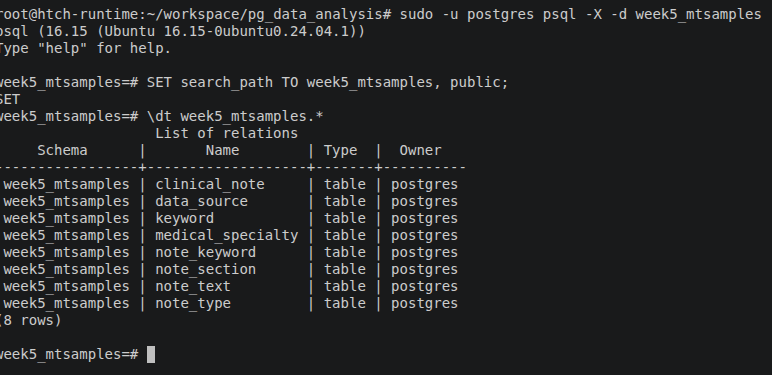 root@htch-runtime:~/workspace/pg_data_analysis# sudo -u postgres psql -X -d week5_mtsamples
psql (16.15 (Ubuntu 16.15-0ubuntu0.24.04.1))
Type "help" for help.

week5_mtsamples=# SET search_path TO week5_mtsamples, public;
SET
week5_mtsamples=# \dt week5_mtsamples.*
                   List of relations
     Schema      |       Name        | Type  |  Owner
-----------------+-------------------+-------+----------
 week5_mtsamples | clinical_note     | table | postgres
 week5_mtsamples | data_source       | table | postgres
 week5_mtsamples | keyword           | table | postgres
 week5_mtsamples | medical_specialty | table | postgres
 week5_mtsamples | note_keyword      | table | postgres
 week5_mtsamples | note_section      | table | postgres
 week5_mtsamples | note_text         | table | postgres
 week5_mtsamples | note_type         | table | postgres
(8 rows)

week5_mtsamples=#